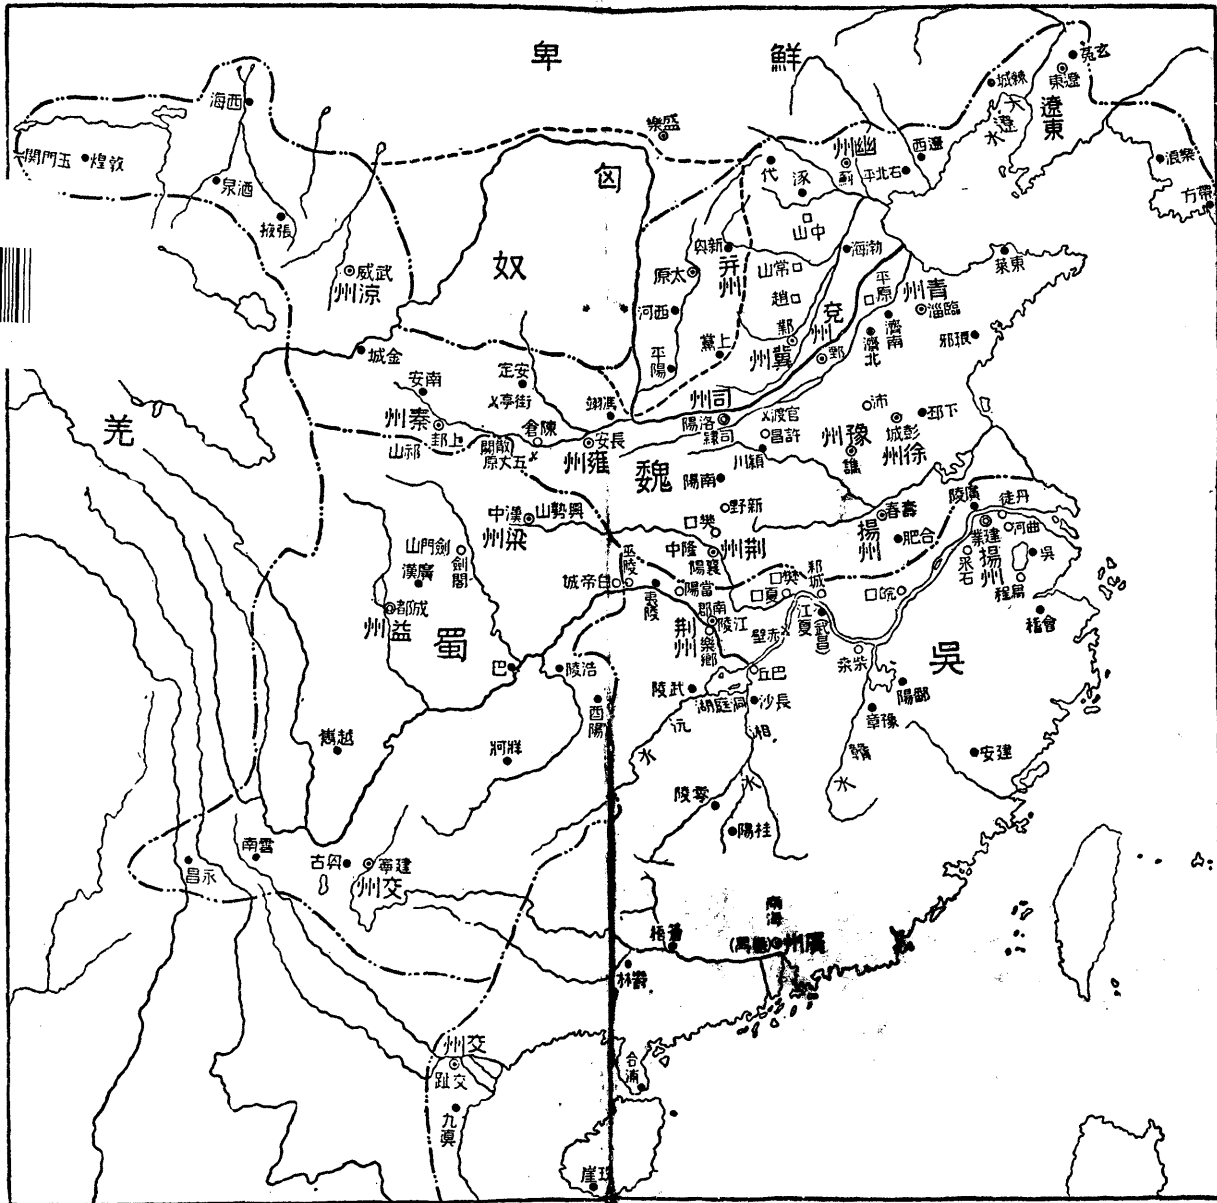 鮮卑
匈奴
羌
魏
蜀
吳
玄菟
遼東
遼東
大遼水
樂浪
帶方
遼西
右北平
幽州
薊
代
涿
中山
常山
趙
渤海
平原
盛樂
新興
并州
太原
西河
上黨
平陽
鄴
冀州
兗州
鄄
青州
臨淄
東萊
濟南
濟北
琅邪
西海
玉門關
敦煌
酒泉
張掖
武威
涼州
金城
南安
安定
街亭
秦州
上邽
祁山
陳倉
散關
五丈原
馮翊
長安
雍州
司州
洛陽
司隸
官渡
許昌
潁川
沛
下邳
彭城
徐州
豫州
譙
南陽
新野
樊口
荊州
襄陽
隆中
壽春
揚州
合肥
廣陵
丹徒
曲河
建業
揚州
吳
采石
會稽
皖口
邾城
樊口
夏口
江夏
(武昌)
赤壁
柴桑
鄱陽
豫章
贛水
建安
漢中
興勢山
梁州
劍門山
劍閣
廣漢
成都
益州
巴
白帝城
巫陵
夷陵
當陽
南郡
江陵
荊州
樂鄉
巴丘
洞庭湖
長沙
武陵
沅水
湘水
涪陵
酉陽
牂牁
越嶲
零陵
桂陽
雲南
永昌
興古
建寧
交州
南海
廣州
(番禺)
蒼梧
鬱林
合浦
交州
交趾
九真
珠崖